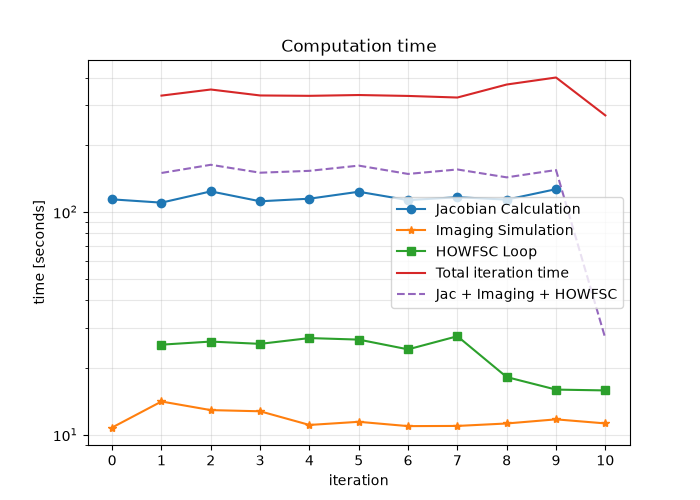 Computation time
time [seconds]
10²
10¹
Jacobian Calculation
Imaging Simulation
HOWFSC Loop
Total iteration time
Jac + Imaging + HOWFSC
0 1 2 3 4 5 6 7 8 9 10
iteration